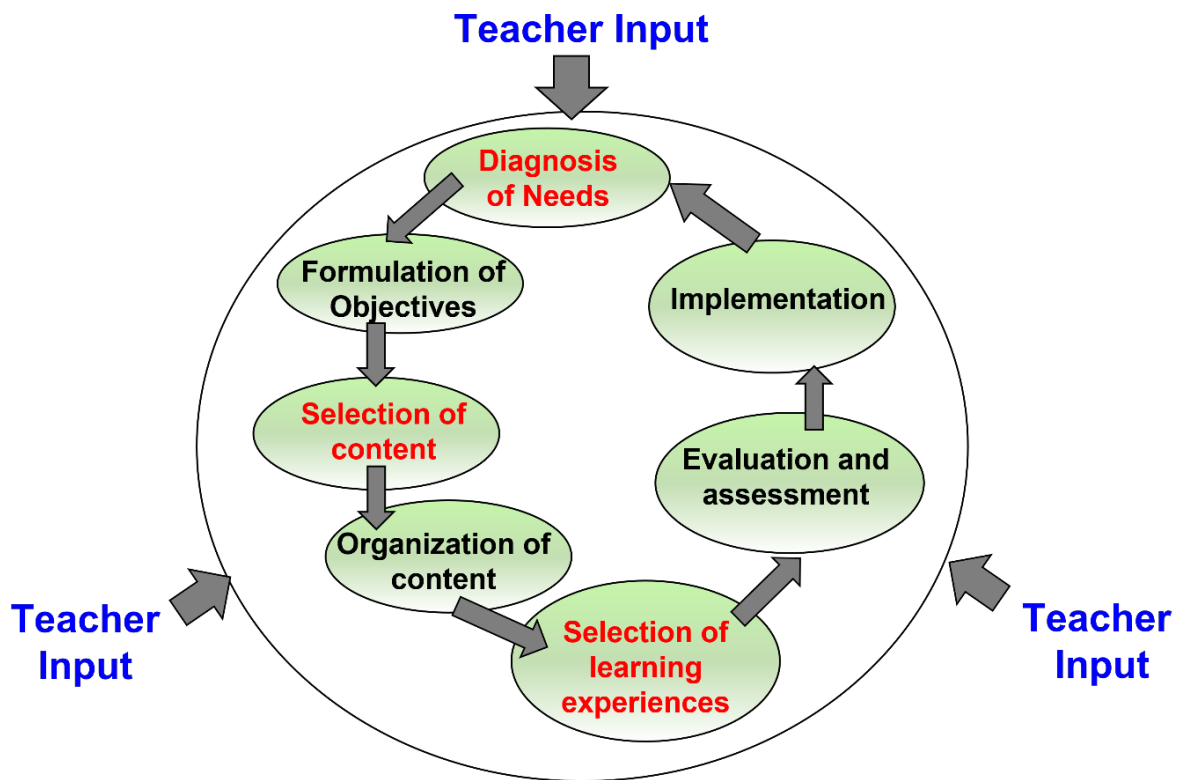 Teacher Input
Diagnosis
of Needs
Formulation of
Objectives
Implementation
Selection of
content
Evaluation and
assessment
Organization of
content
Selection of
learning
experiences
Teacher
Input
Teacher
Input